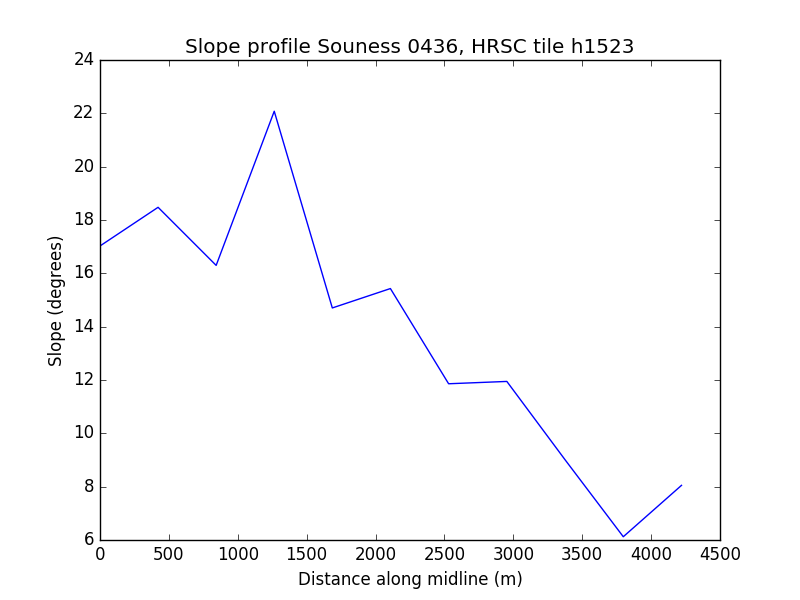 Slope profile Souness 0436, HRSC tile h1523
24
22
20
18
16
14
12
10
8
6
Slope (degrees)
0 500 1000 1500 2000 2500 3000 3500 4000 4500
Distance along midline (m)